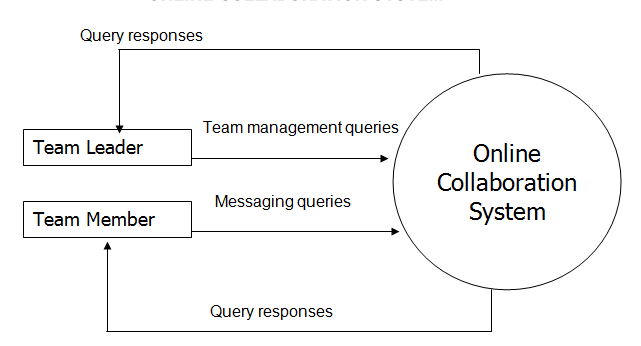 Query responses
Team management queries
Team Leader
Online
Collaboration
System
Messaging queries
Team Member
Query responses